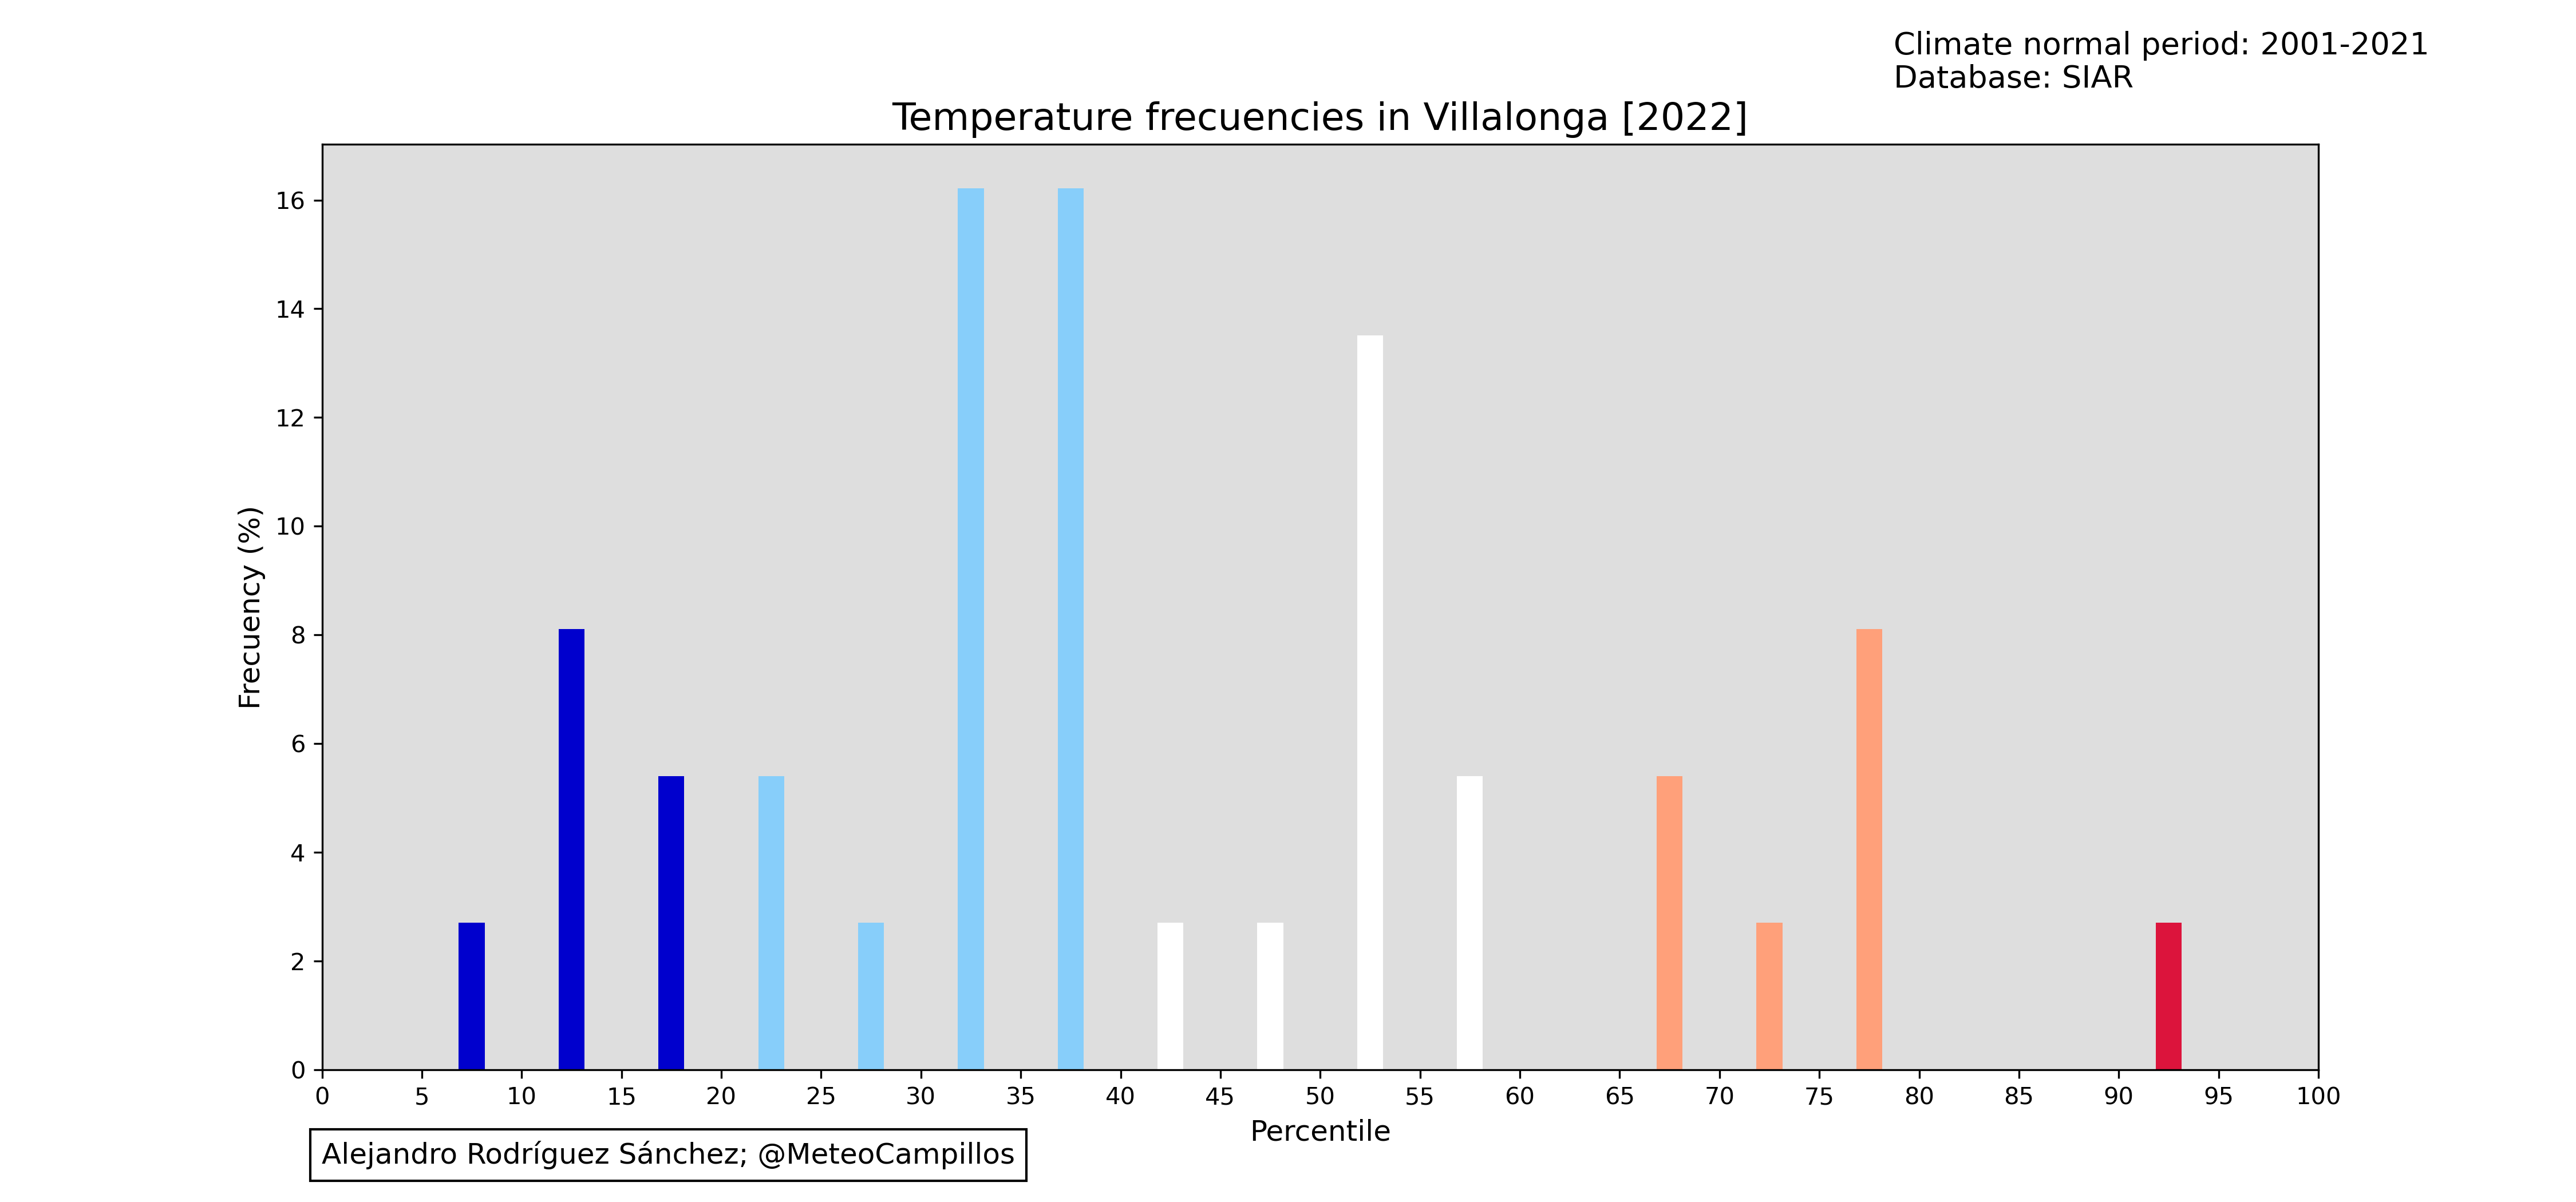 Climate normal period: 2001-2021
Database: SIAR
Temperature frecuencies in Villalonga [2022]
Frecuency (%)
16
14
12
10
8
6
4
2
0
0 5 10 15 20 25 30 35 40 45 50 55 60 65 70 75 80 85 90 95 100
Percentile
Alejandro Rodríguez Sánchez; @MeteoCampillos